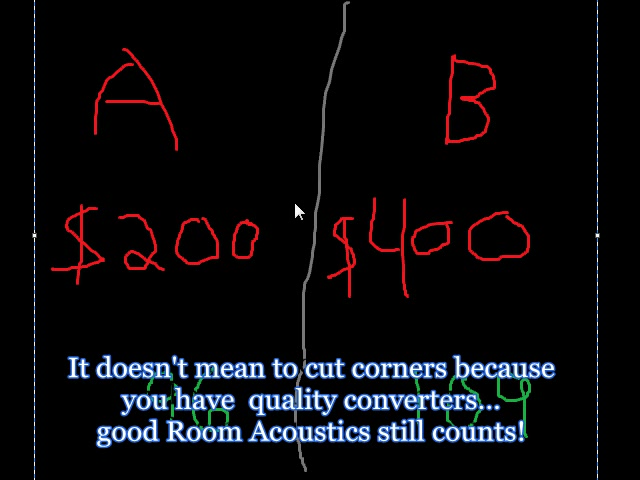 A B
$200 $400
It doesn't mean to cut corners because
you have quality converters...
good Room Acoustics still counts!